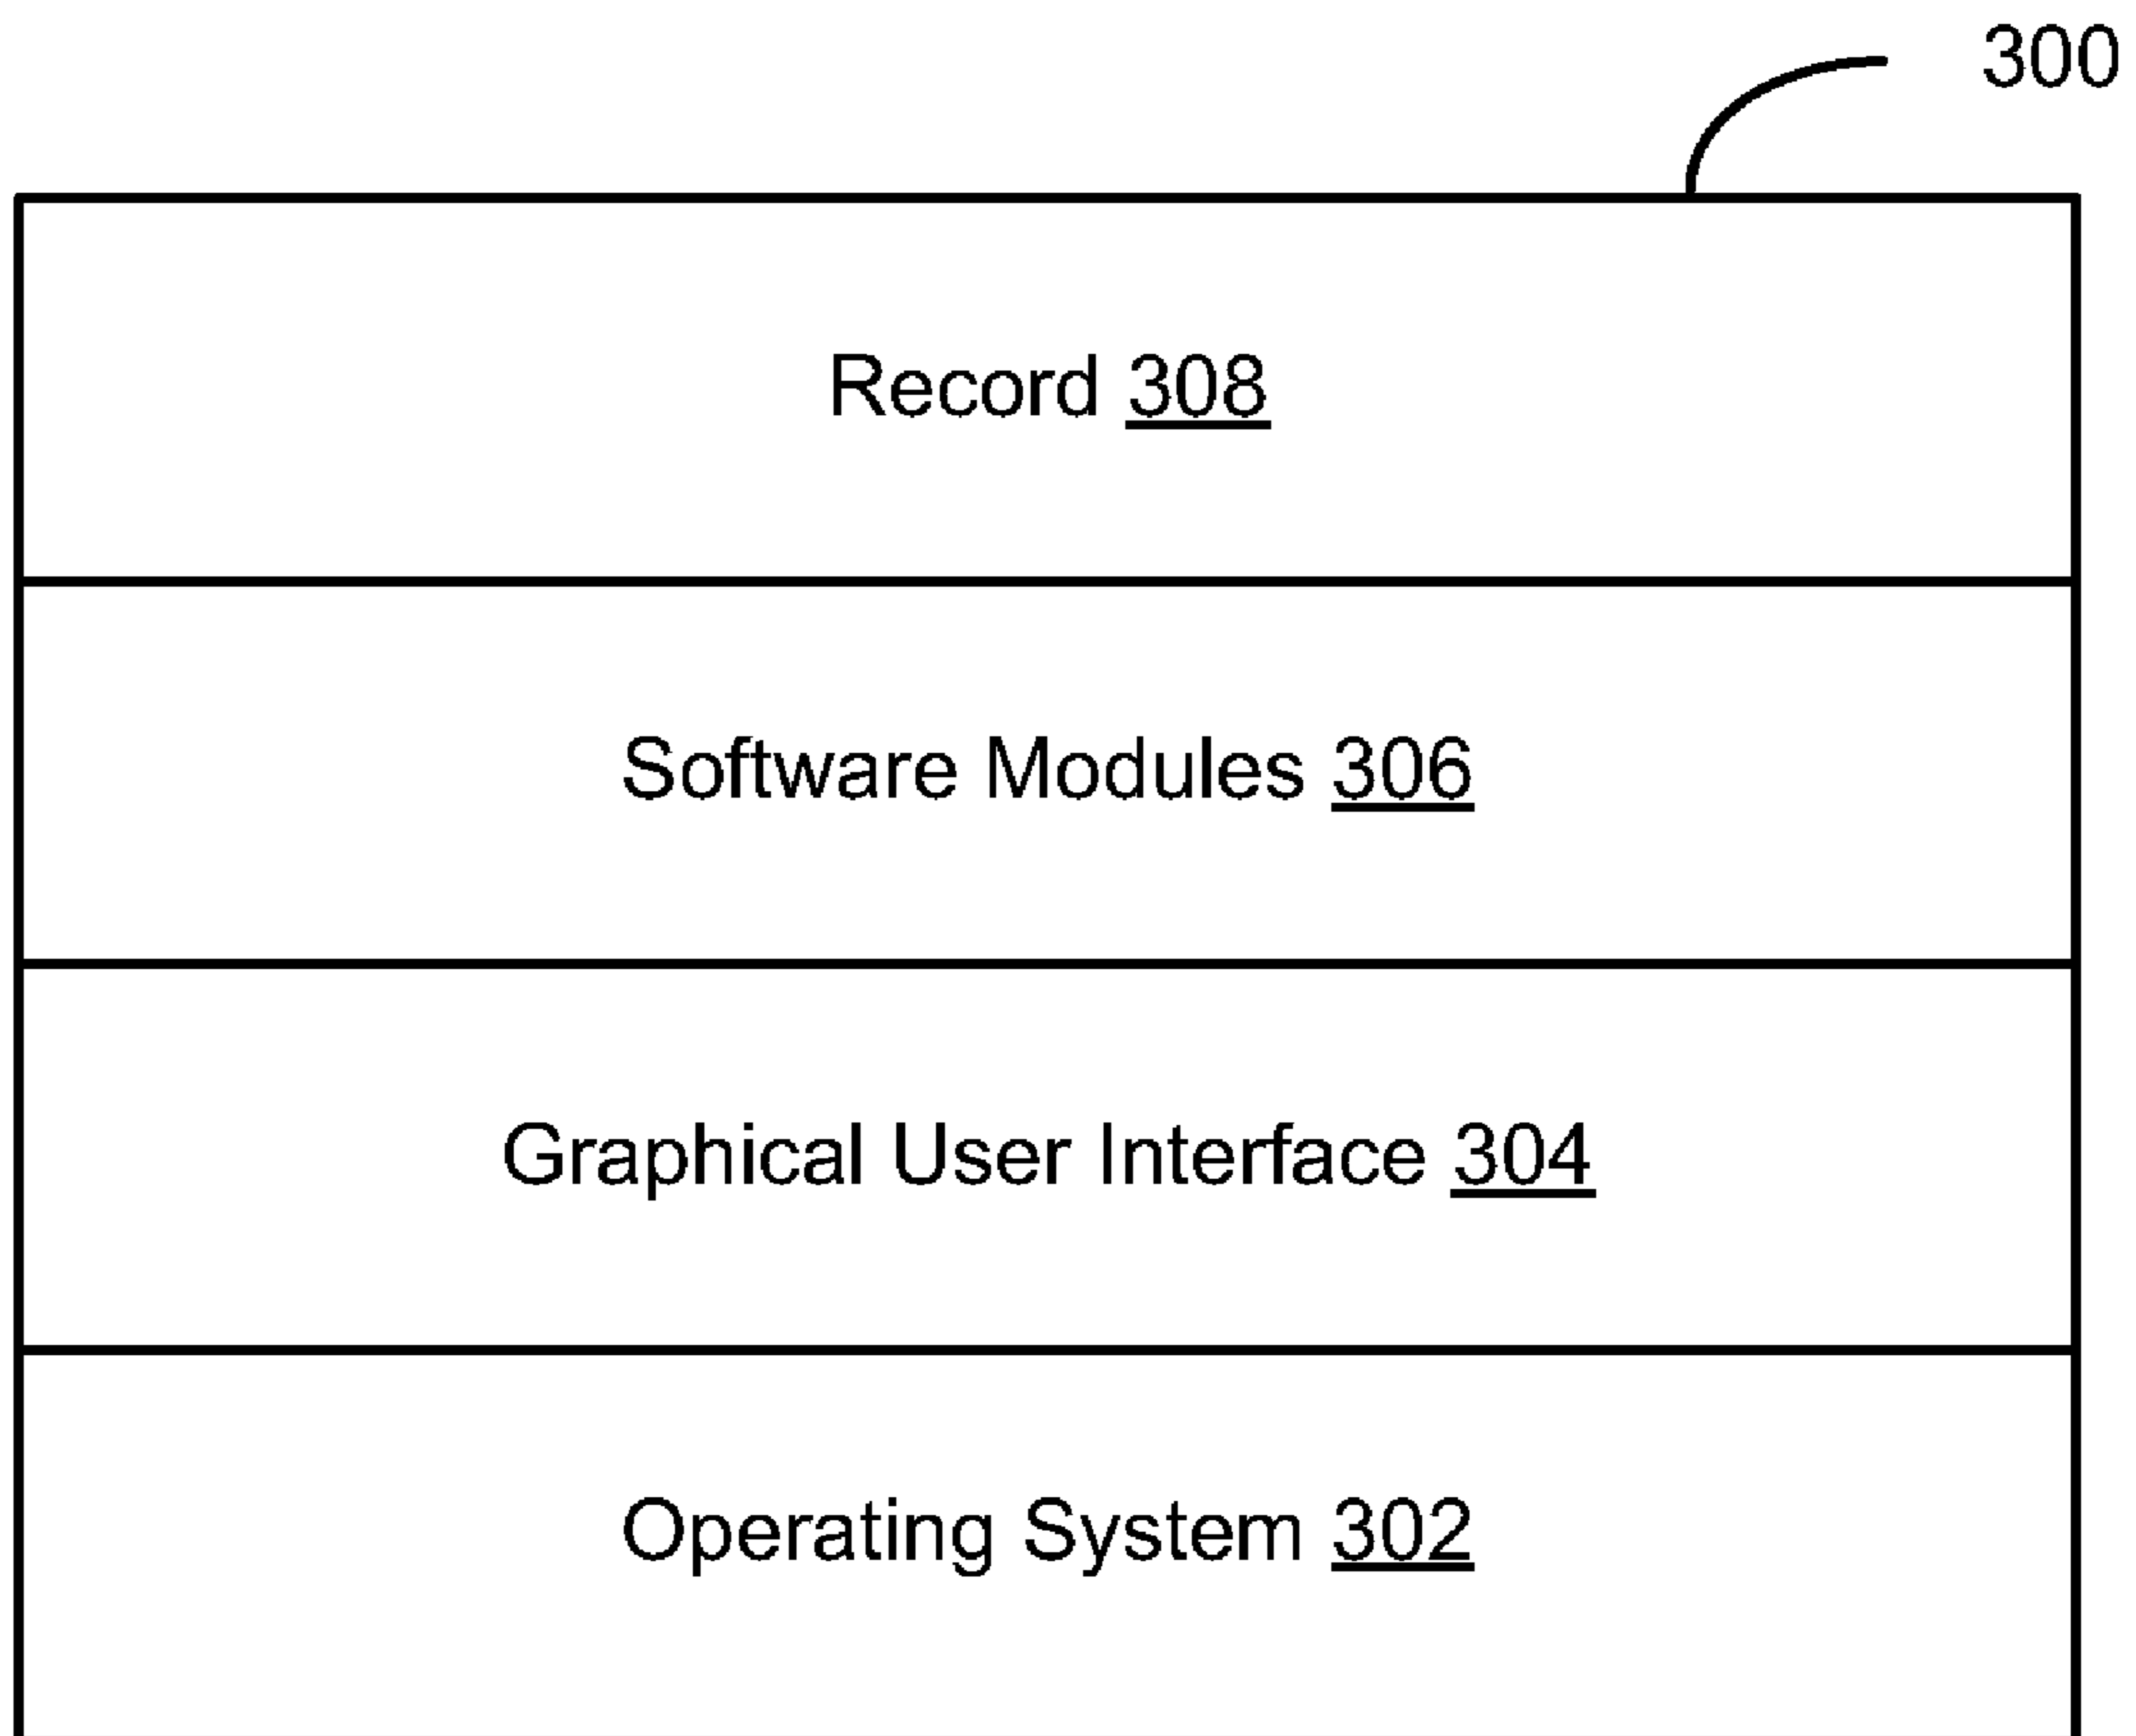 300
Record 308
Software Modules 306
Graphical User Interface 304
Operating System 302